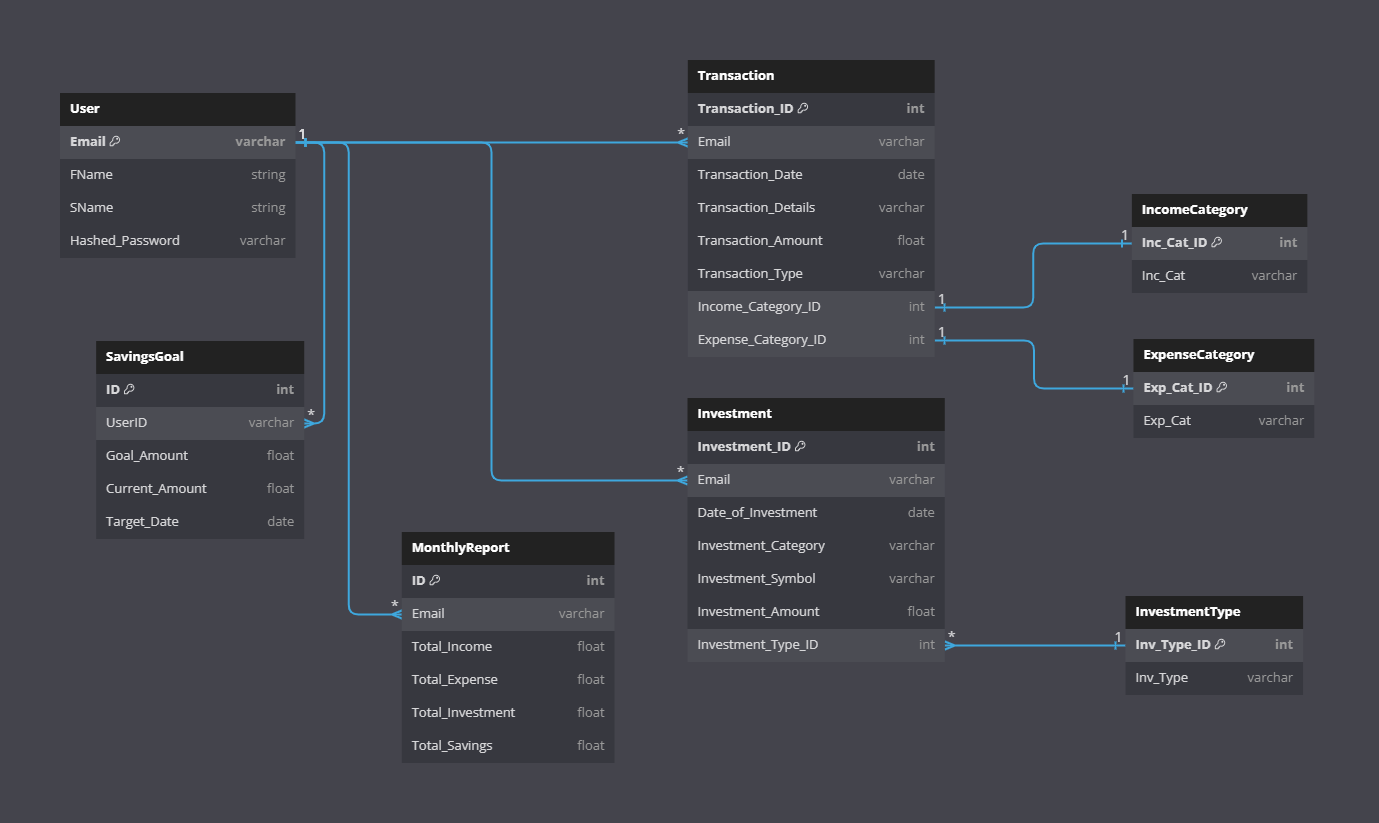 User
Email varchar
FName string
SName string
Hashed_Password varchar
1
*
Transaction
Transaction_ID int
Email varchar
Transaction_Date date
Transaction_Details varchar
Transaction_Amount float
Transaction_Type varchar
Income_Category_ID int
Expense_Category_ID int
1
1
1
IncomeCategory
Inc_Cat_ID int
Inc_Cat varchar
1
ExpenseCategory
Exp_Cat_ID int
Exp_Cat varchar
SavingsGoal
ID int
UserID varchar
Goal_Amount float
Current_Amount float
Target_Date date
*
*
Investment
Investment_ID int
Email varchar
Date_of_Investment date
Investment_Category varchar
Investment_Symbol varchar
Investment_Amount float
Investment_Type_ID int
*
1
*
MonthlyReport
ID int
Email varchar
Total_Income float
Total_Expense float
Total_Investment float
Total_Savings float
InvestmentType
Inv_Type_ID int
Inv_Type varchar